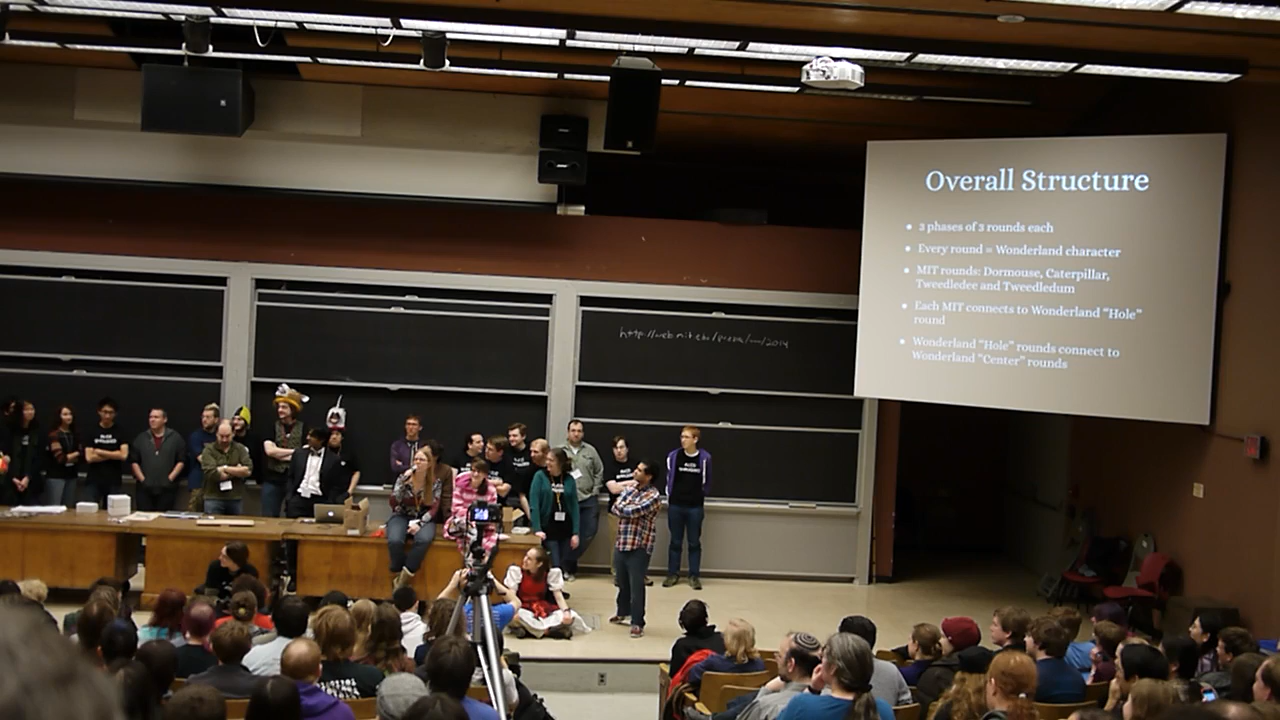 Overall Structure
3 phases of 3 rounds each
Every round = Wonderland character
MIT rounds: Dormouse, Caterpillar,
Tweedledee and Tweedledum
Each MIT connects to Wonderland "Hole"
round
Wonderland "Hole" rounds connect to
Wonderland "Center" rounds